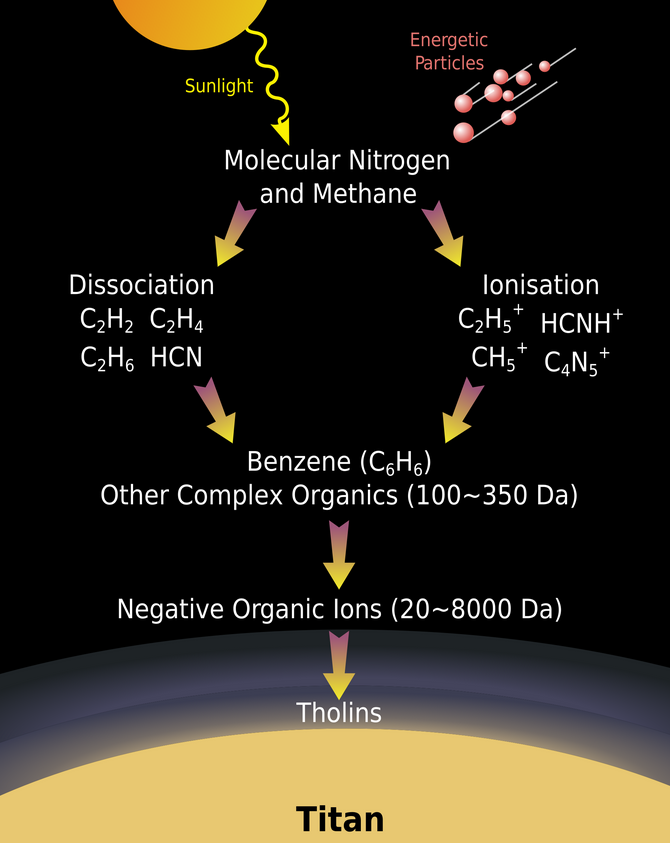 Energetic
Particles
Sunlight
Molecular Nitrogen
and Methane
Dissociation
C₂H₂ C₂H₄
C₂H₆ HCN
Ionisation
C₂H₅⁺ HCNH⁺
CH₅⁺ C₄N₅⁺
Benzene (C₆H₆)
Other Complex Organics (100~350 Da)
Negative Organic Ions (20~8000 Da)
Tholins
Titan